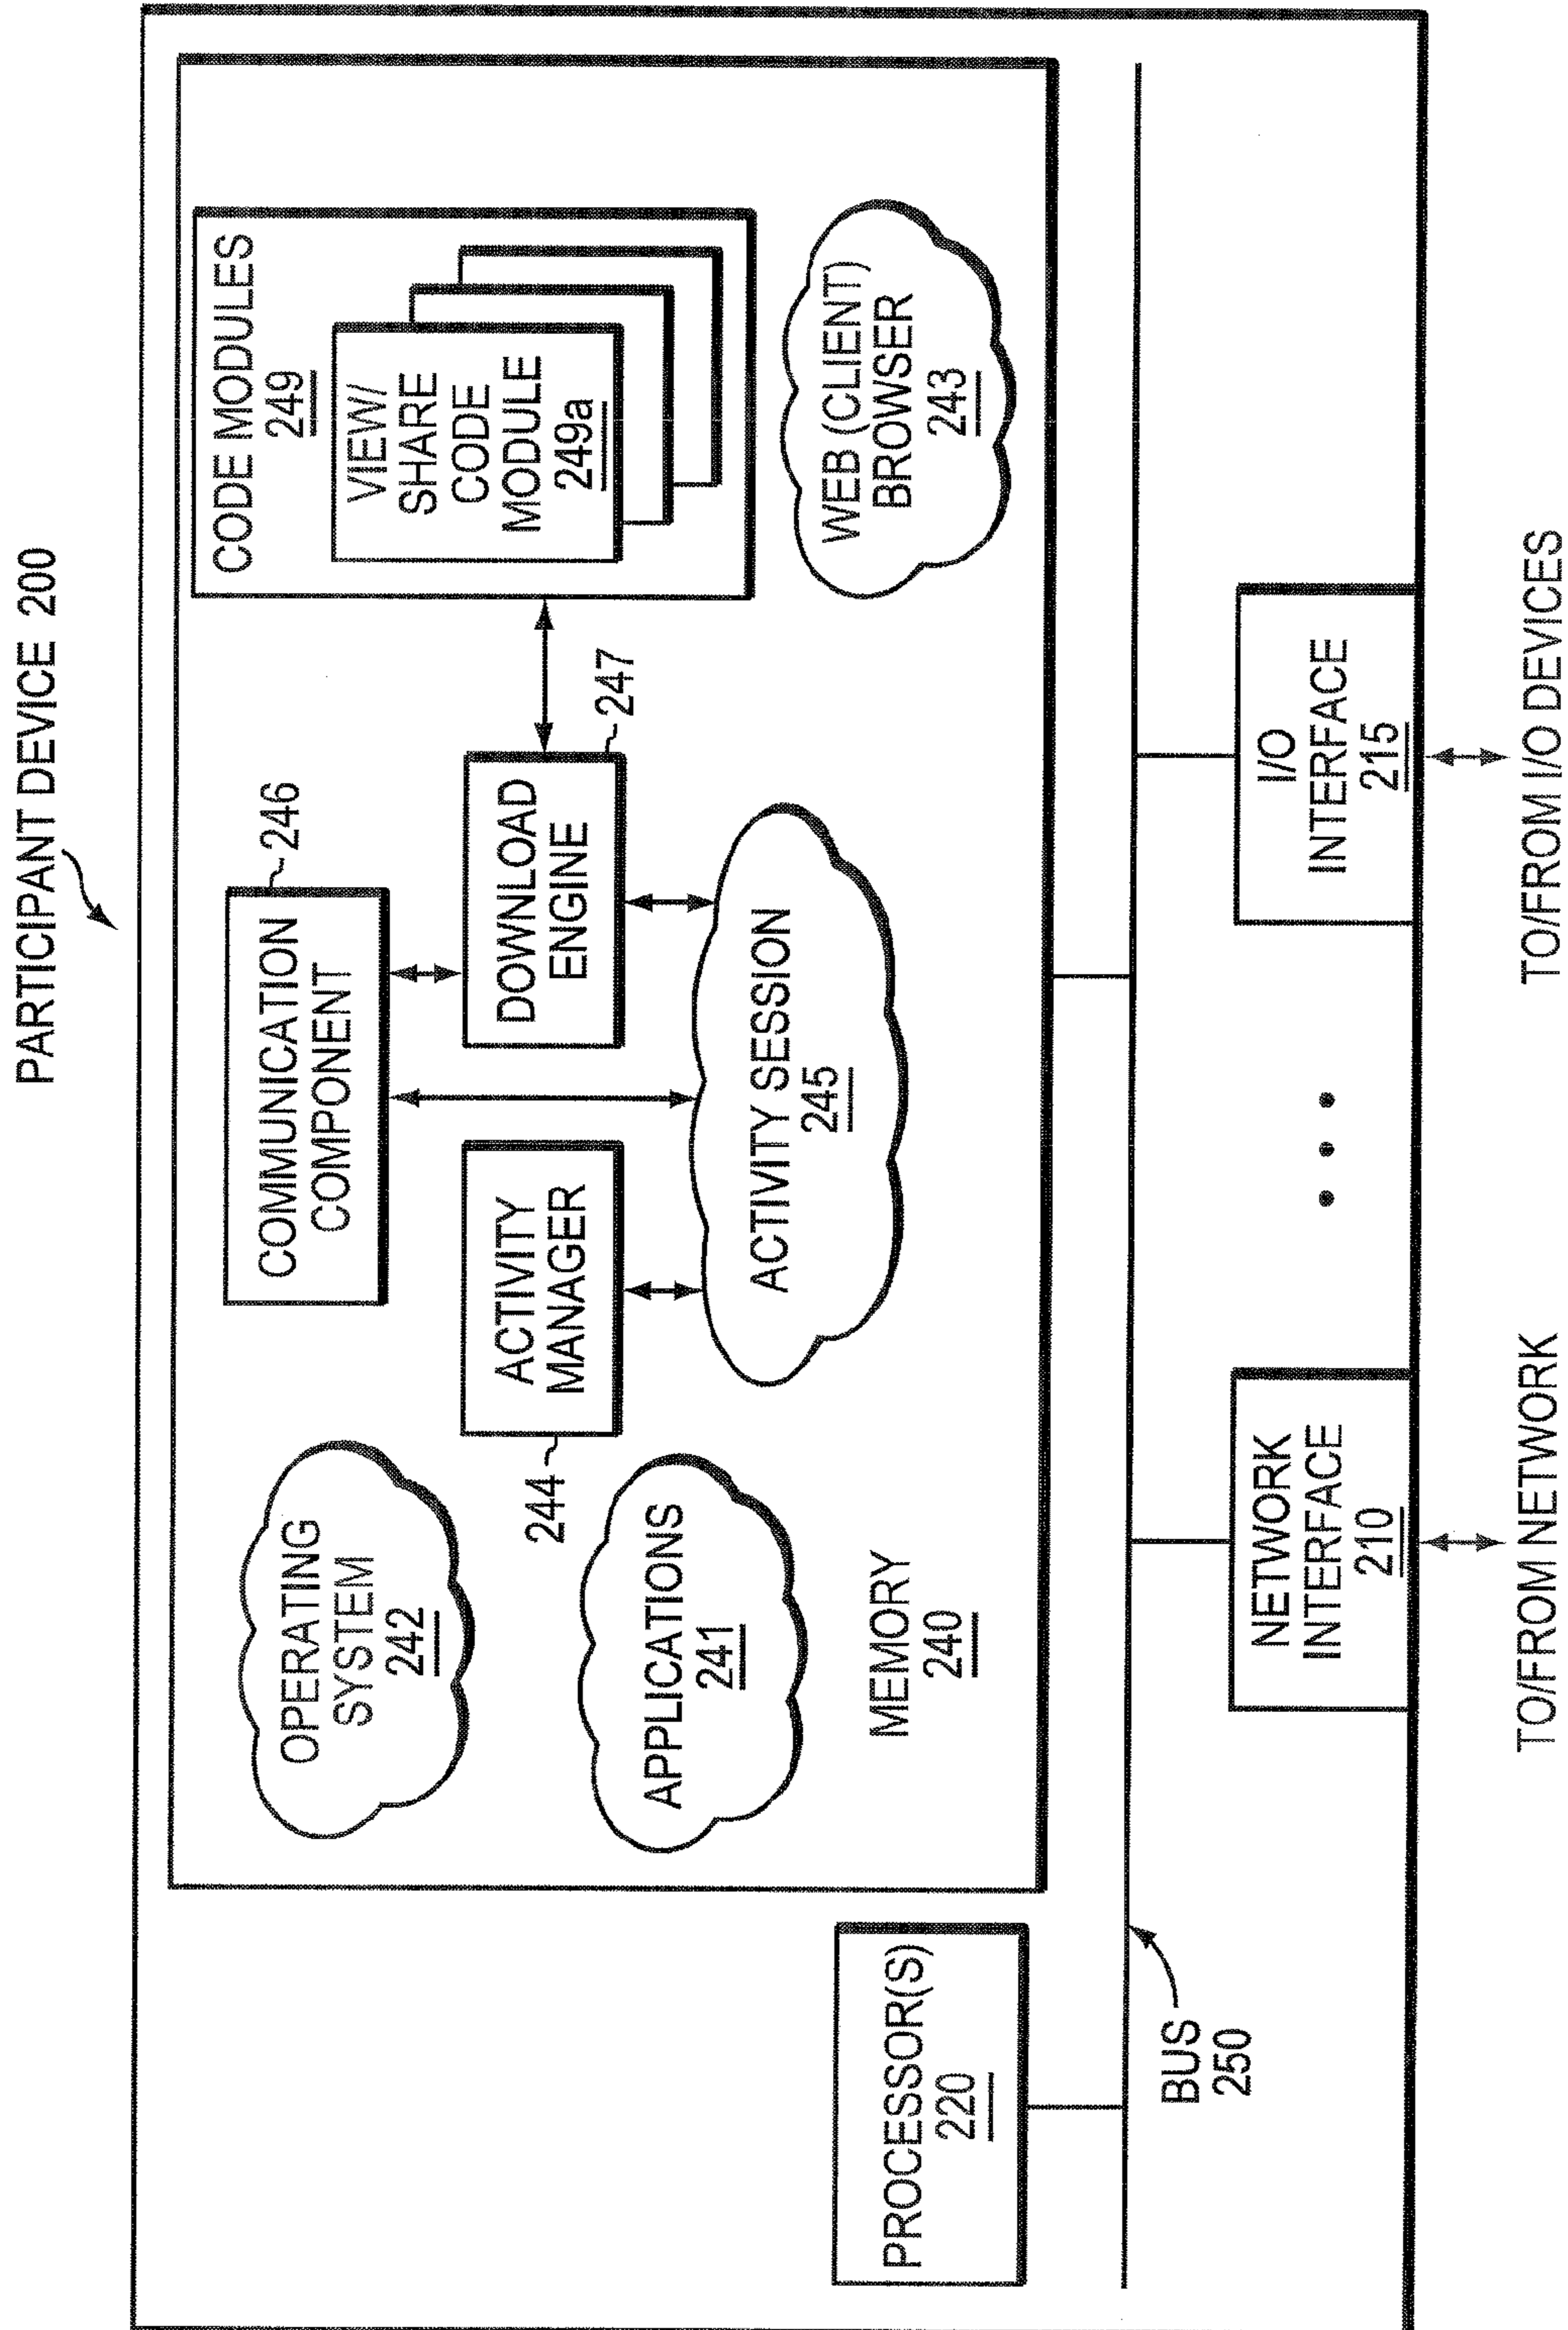 PARTICIPANT DEVICE 200
PROCESSOR(S)
220
OPERATING
SYSTEM
242
APPLICATIONS
241
MEMORY
240
COMMUNICATION
COMPONENT
246
ACTIVITY
MANAGER
244
DOWNLOAD
ENGINE
247
ACTIVITY SESSION
245
CODE MODULES
249
VIEW/
SHARE
CODE
MODULE
249a
WEB (CLIENT)
BROWSER
243
BUS
250
NETWORK
INTERFACE
210
I/O
INTERFACE
215
TO/FROM NETWORK
TO/FROM I/O DEVICES